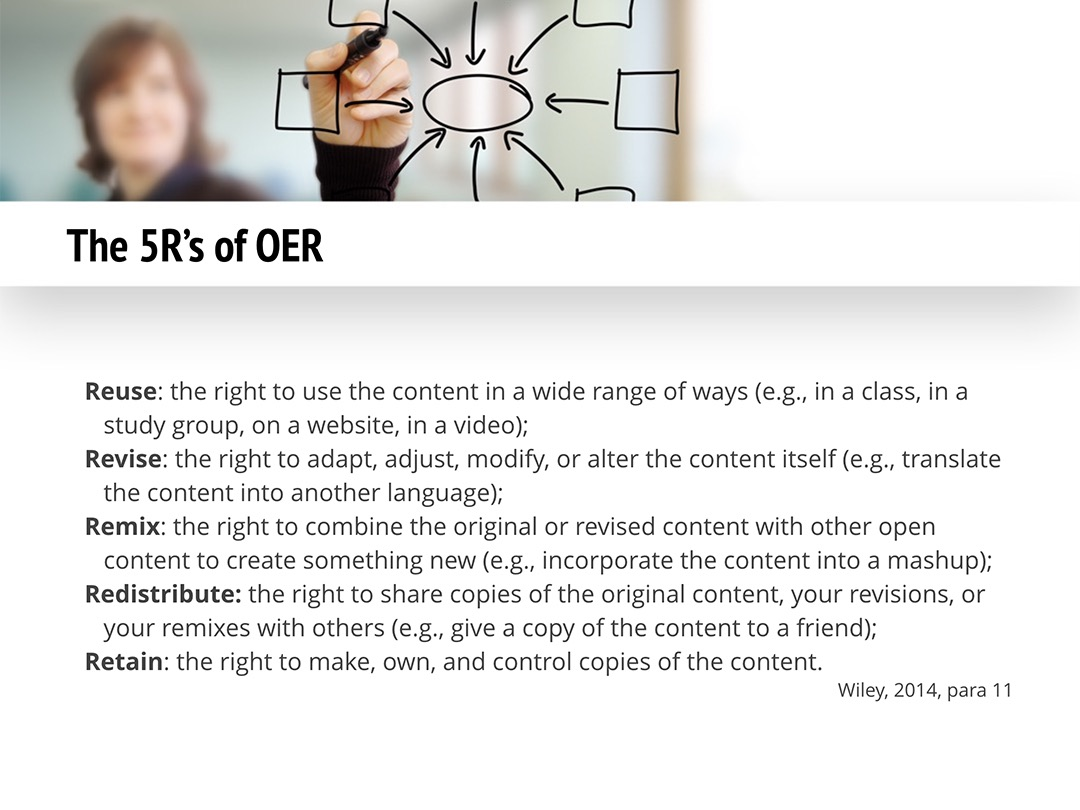 The 5R’s of OER
Reuse: the right to use the content in a wide range of ways (e.g., in a class, in a
study group, on a website, in a video);
Revise: the right to adapt, adjust, modify, or alter the content itself (e.g., translate
the content into another language);
Remix: the right to combine the original or revised content with other open
content to create something new (e.g., incorporate the content into a mashup);
Redistribute: the right to share copies of the original content, your revisions, or
your remixes with others (e.g., give a copy of the content to a friend);
Retain: the right to make, own, and control copies of the content.
Wiley, 2014, para 11